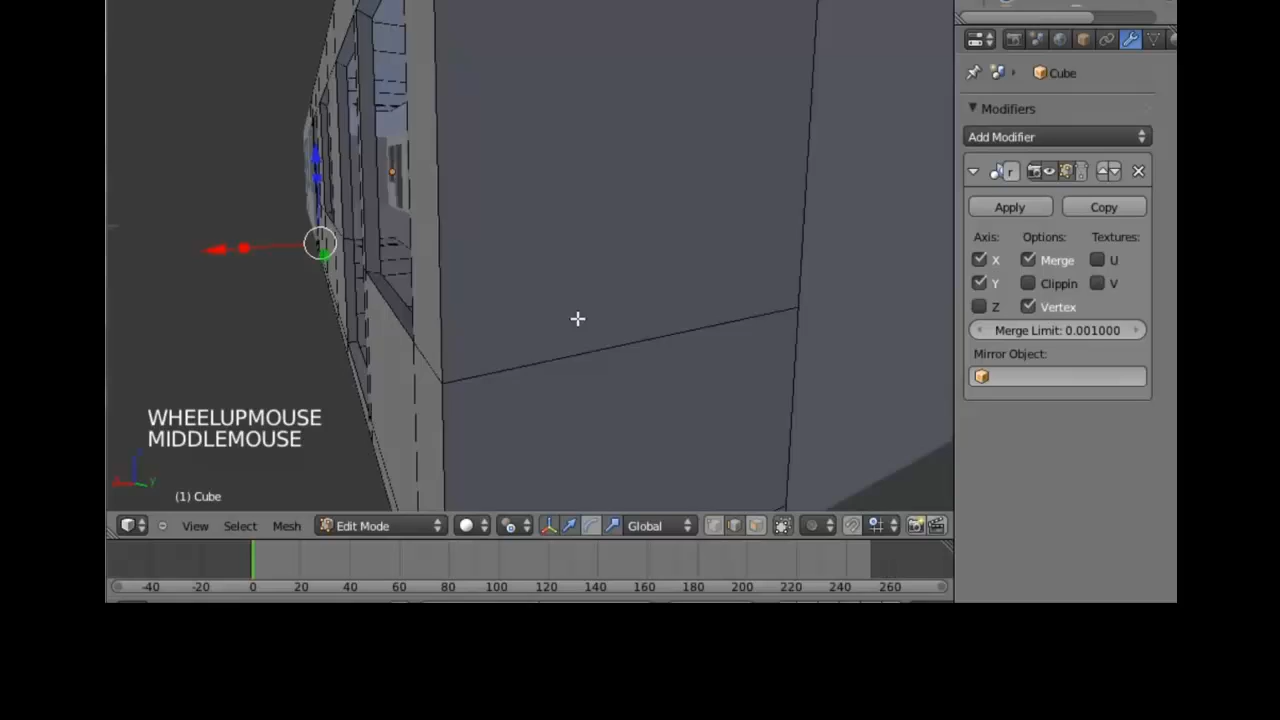 Cube
Modifiers
Add Modifier
r
Apply
Copy
Axis:
Options:
Textures:
X
Merge
U
Y
Clippin
V
Z
Vertex
Merge Limit: 0.001000
Mirror Object:
WHEELUPMOUSE
MIDDLEMOUSE
y
(1) Cube
View
Select
Mesh
Edit Mode
Global
-40
-20
0
20
40
60
80
100
120
140
160
180
200
220
240
260